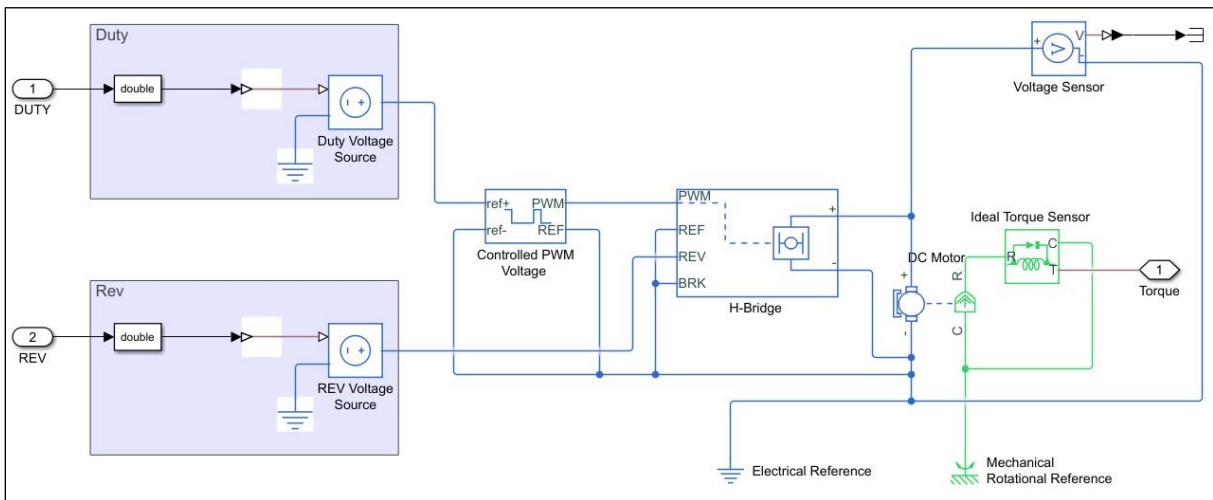 Duty
1
DUTY
double
Duty Voltage
Source
Rev
2
REV
double
REV Voltage
Source
ref+
PWM
ref-
REF
Controlled PWM
Voltage
PWM
REF
REV
BRK
+
-
H-Bridge
+
V
-
Voltage Sensor
DC Motor
+
-
R
C
Ideal Torque Sensor
R
C
T
1
Torque
Electrical Reference
Mechanical
Rotational Reference